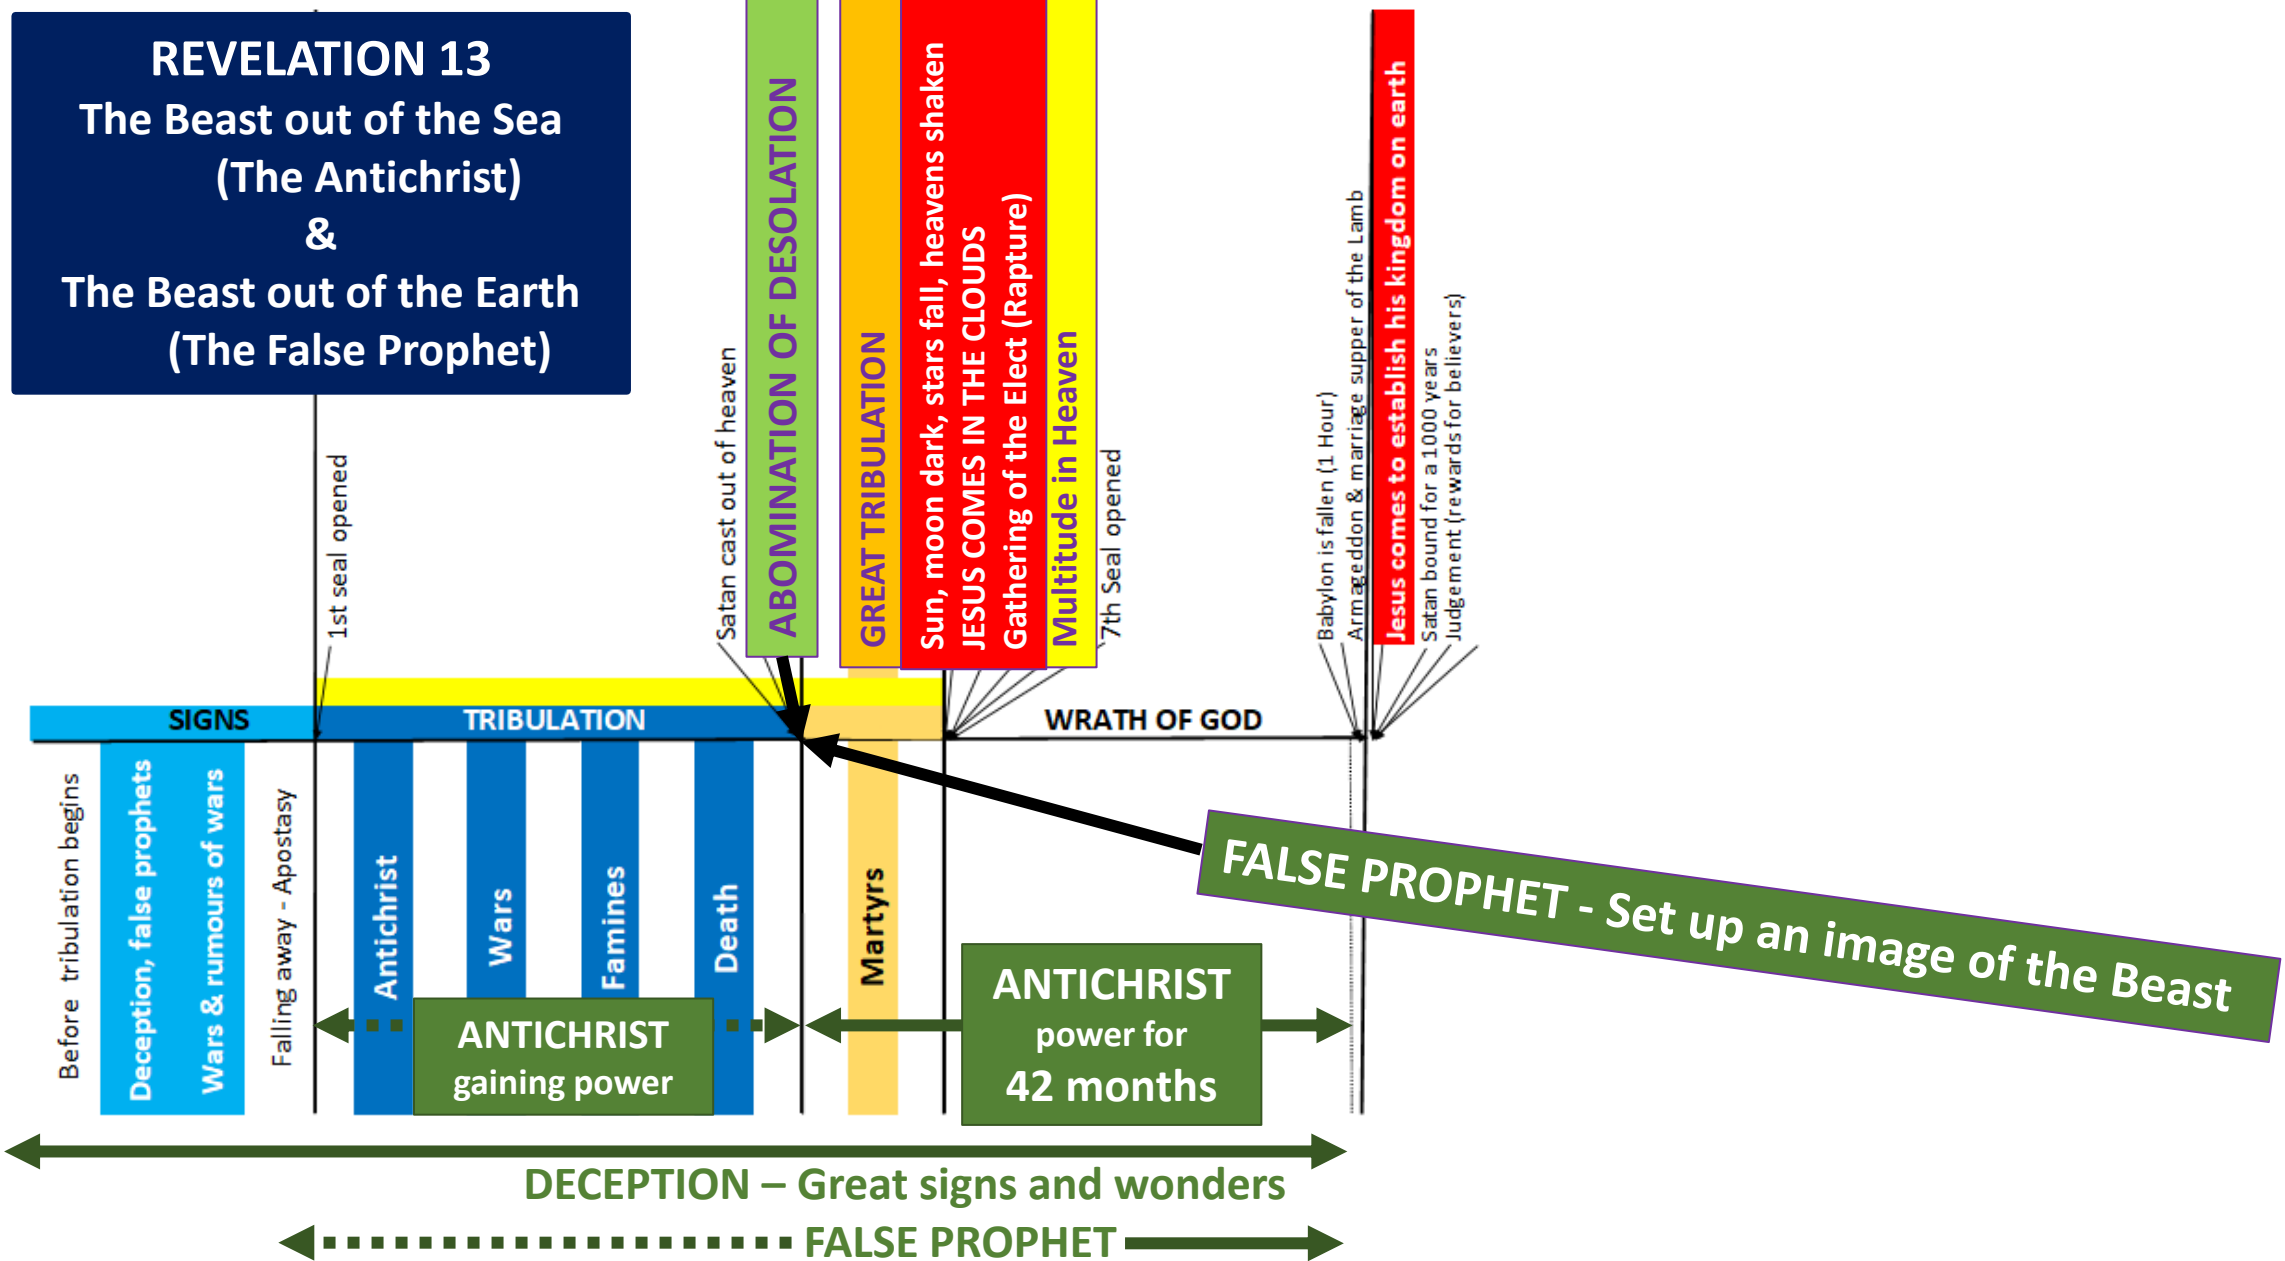 REVELATION 13
The Beast out of the Sea
(The Antichrist)
&
The Beast out of the Earth
(The False Prophet)
1st seal opened
Satan cast out of heaven
ABOMINATION OF DESOLATION
GREAT TRIBULATION
Sun, moon dark, stars fall, heavens shaken
JESUS COMES IN THE CLOUDS
Gathering of the Elect (Rapture)
Multitude in Heaven
7th Seal opened
Babylon is fallen (1 Hour)
Armageddon & marriage supper of the Lamb
Jesus comes to establish his kingdom on earth
Satan bound for a 1000 years
Judgement (rewards for believers)
SIGNS
TRIBULATION
WRATH OF GOD
Before tribulation begins
Deception, false prophets
Wars & rumours of wars
Falling away - Apostasy
Antichrist
Wars
Famines
Death
Martyrs
FALSE PROPHET - Set up an image of the Beast
ANTICHRIST
gaining power
ANTICHRIST
power for
42 months
DECEPTION – Great signs and wonders
FALSE PROPHET